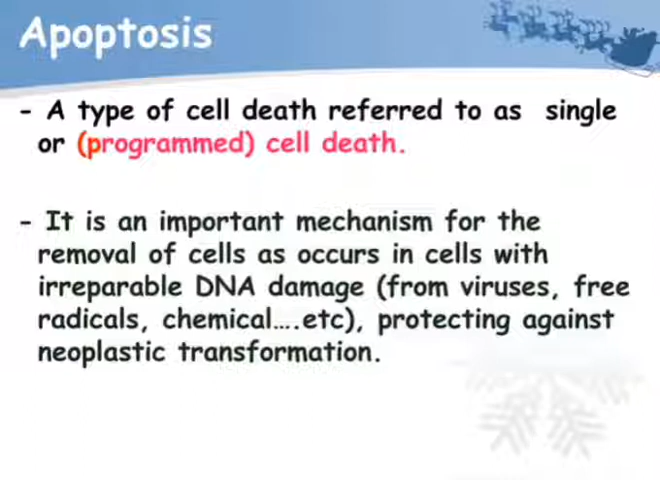 Apoptosis
- A type of cell death referred to as single
or (programmed) cell death.
- It is an important mechanism for the
removal of cells as occurs in cells with
irreparable DNA damage (from viruses, free
radicals, chemical….etc), protecting against
neoplastic transformation.